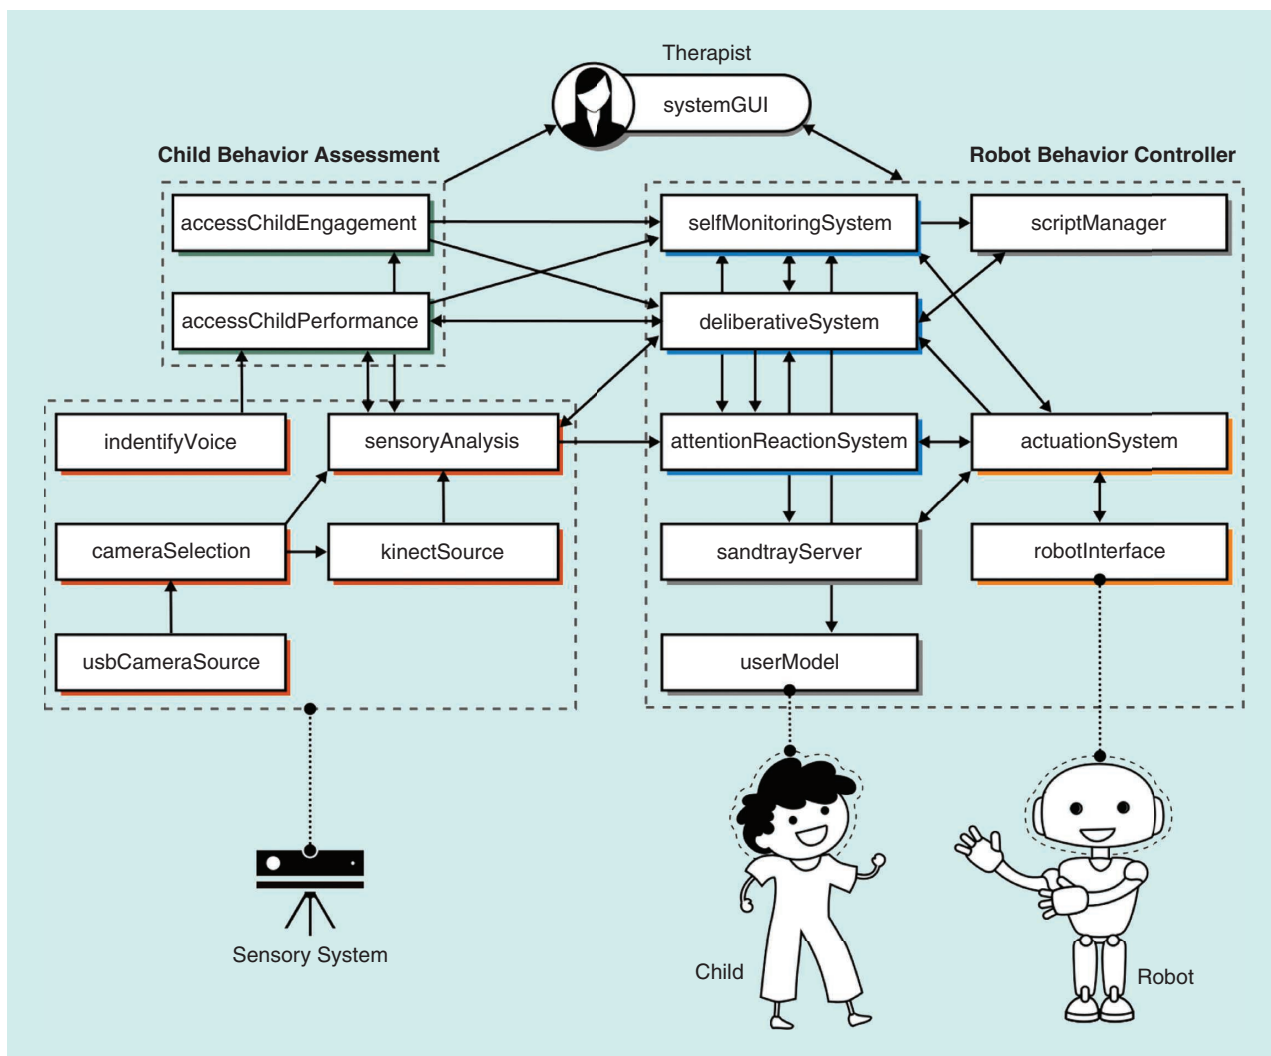 Therapist
systemGUI
Child Behavior Assessment
Robot Behavior Controller
accessChildEngagement
selfMonitoringSystem
scriptManager
accessChildPerformance
deliberativeSystem
indentifyVoice
sensoryAnalysis
attentionReactionSystem
actuationSystem
cameraSelection
kinectSource
sandtrayServer
robotInterface
usbCameraSource
userModel
Sensory System
Child
Robot